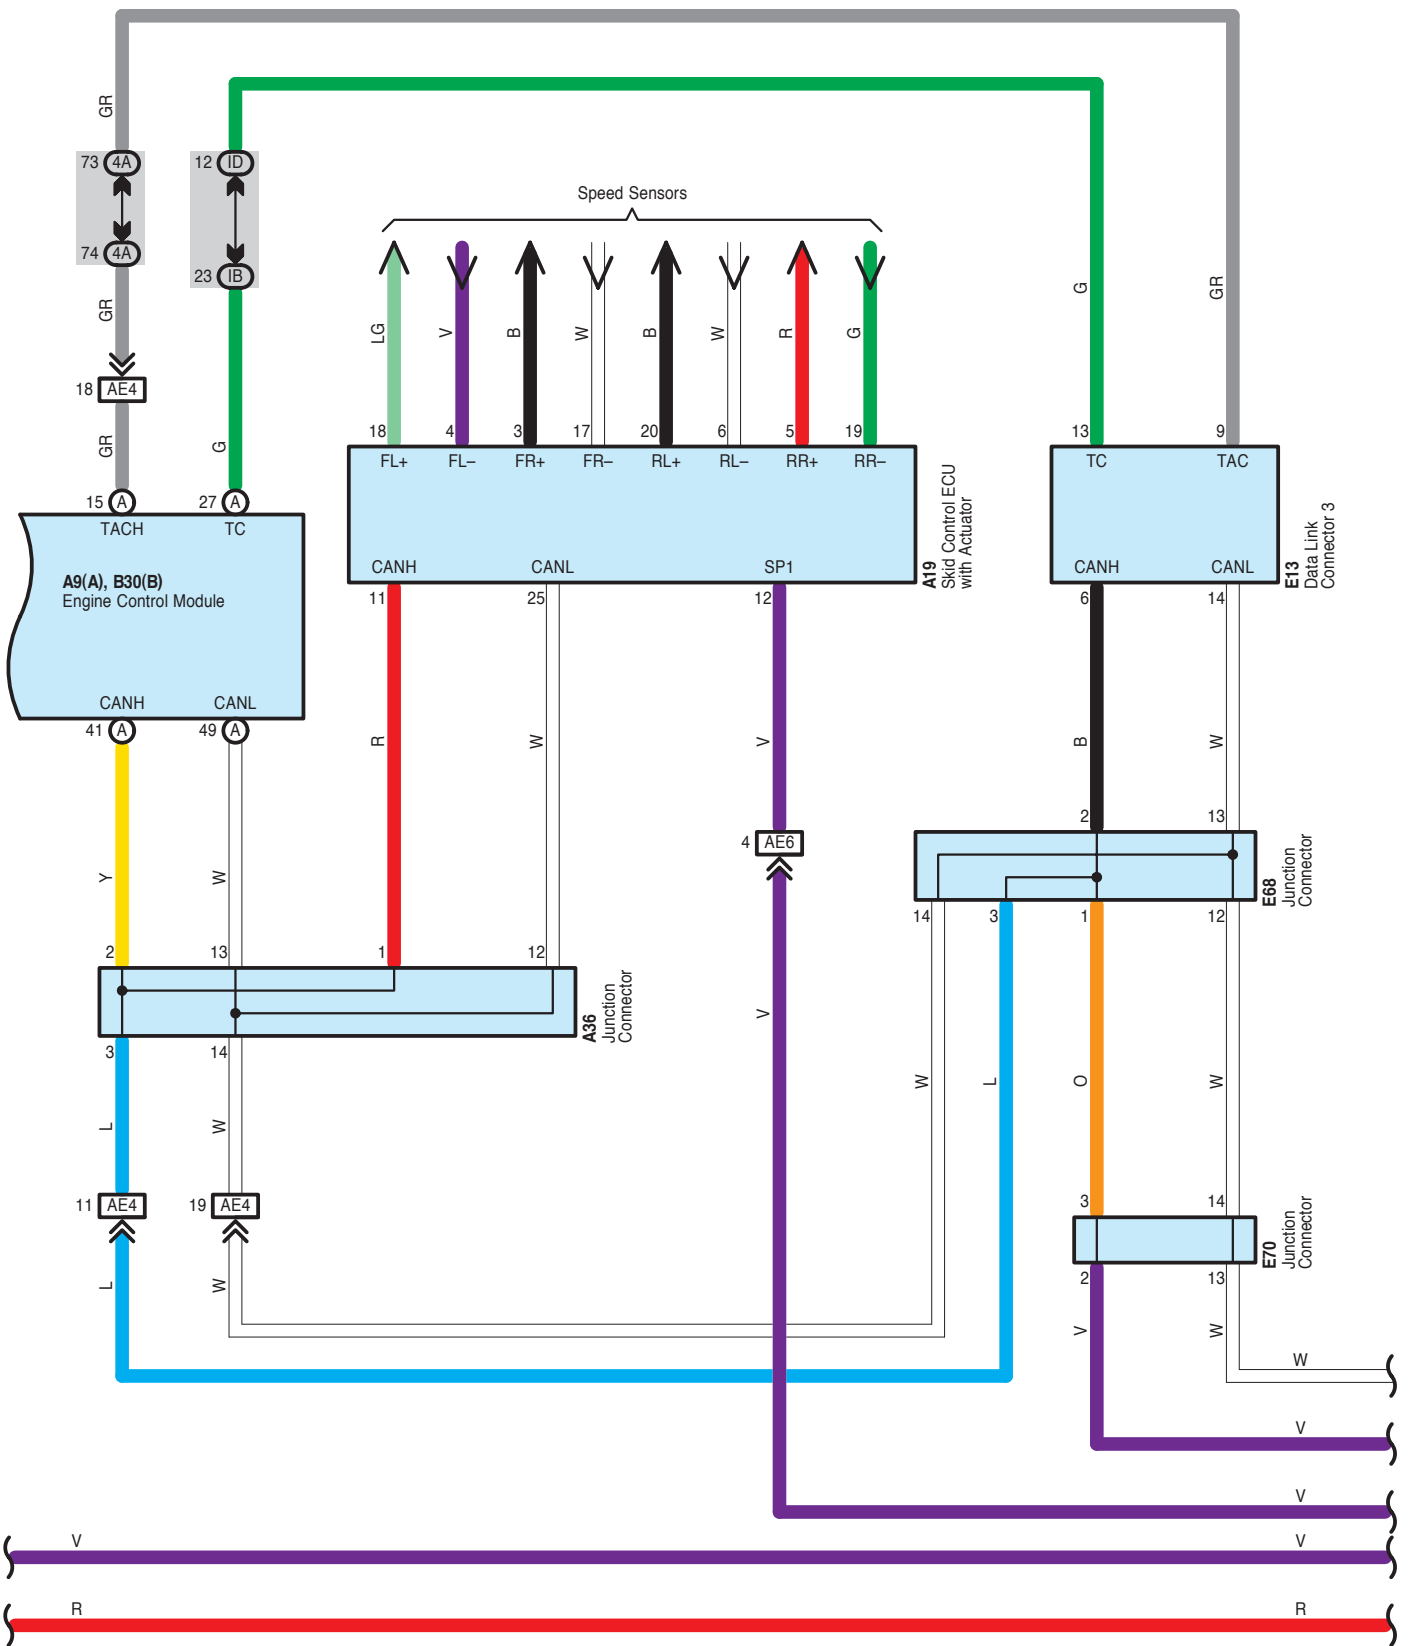 GR
73 4A
12 ID
Speed Sensors
74 4A
23 IB
GR
G
GR
LG
V
B
W
B
W
R
G
18 AE4
GR
G
18 4 3 17 20 6 5 19
13 9
FL+ FL– FR+ FR– RL+ RL– RR+ RR–
TC TAC
15 A 27 A
TACH TC
A9(A), B30(B)
Engine Control Module
CANH CANL SP1
A19
Skid Control ECU
with Actuator
CANH CANL
E13
Data Link
Connector 3
11 25 12
6 14
CANH CANL
41 A 49 A
R
W
V
B
W
2 13
4 AE6
Y
W
E68
Junction
Connector
14 3 1 12
2 13 1 12
A36
Junction
Connector
V
3 14
W
L
O
W
L
W
11 AE4
19 AE4
3 14
E70
Junction
Connector
L
W
2 13
V
W
W
V
V
V V
R R